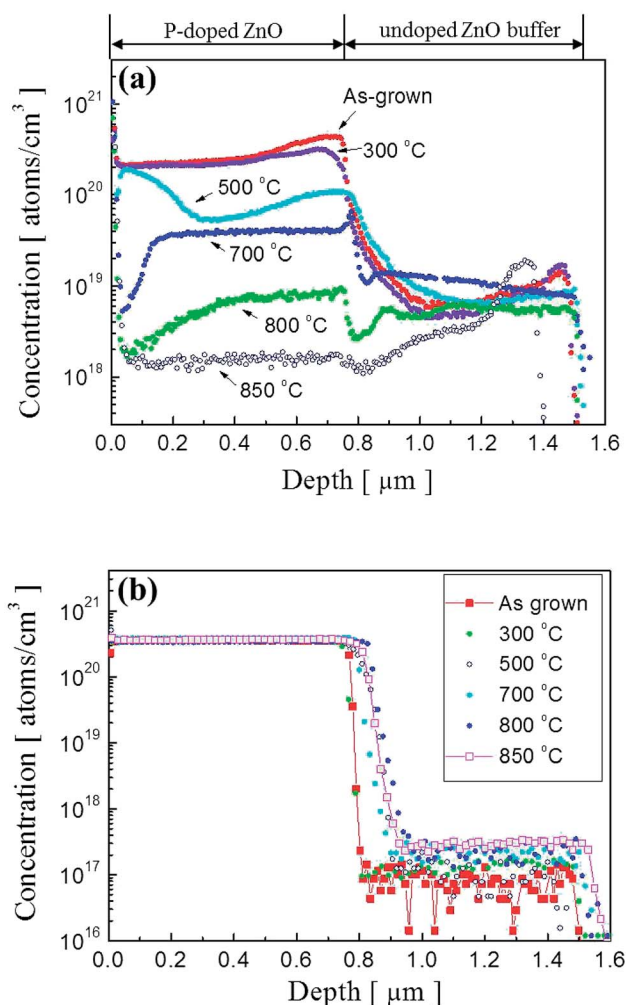 P-doped ZnO
undoped ZnO buffer
(a)
As-grown
300 °C
500 °C
700 °C
800 °C
850 °C
10²¹
10²⁰
10¹⁹
10¹⁸
Concentration [ atoms/cm³ ]
0.0 0.2 0.4 0.6 0.8 1.0 1.2 1.4 1.6
Depth [ µm ]
(b)
As grown
300 °C
500 °C
700 °C
800 °C
850 °C
10²¹
10²⁰
10¹⁹
10¹⁸
10¹⁷
10¹⁶
Concentration [ atoms/cm³ ]
0.0 0.2 0.4 0.6 0.8 1.0 1.2 1.4 1.6
Depth [ µm ]